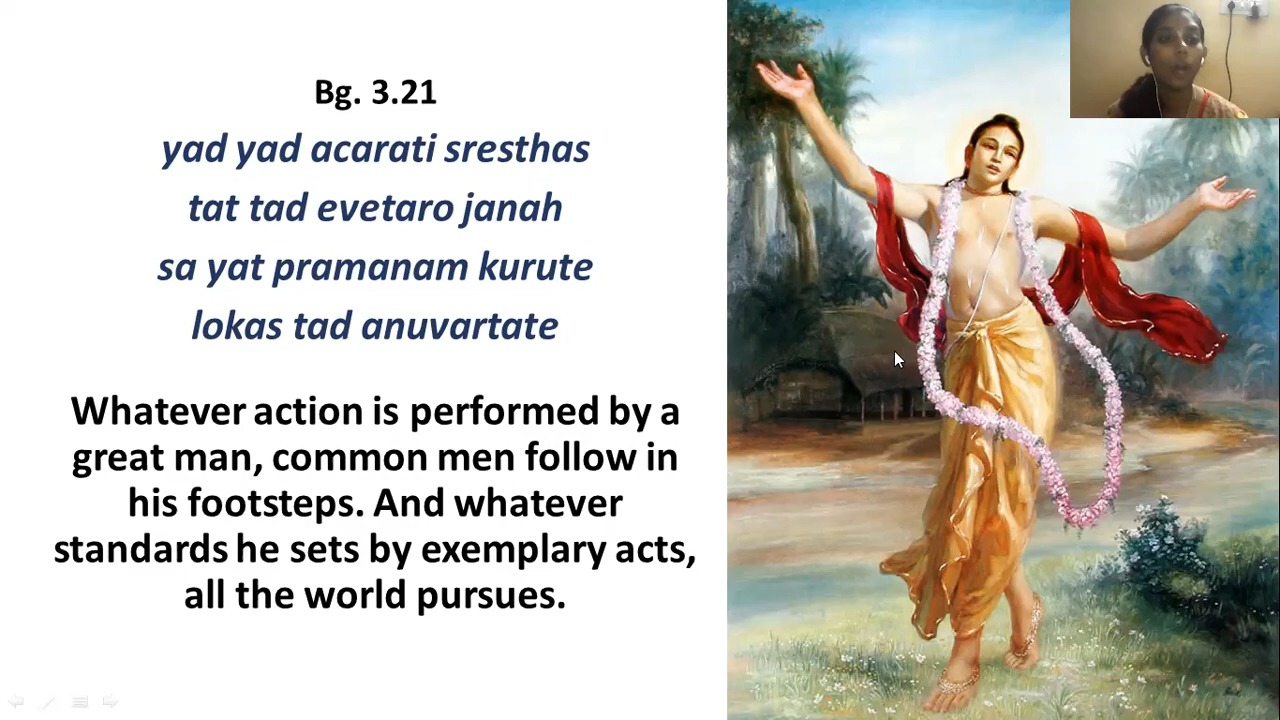 Bg. 3.21
yad yad acarati sresthas
tat tad evetaro janah
sa yat pramanam kurute
lokas tad anuvartate
Whatever action is performed by a
great man, common men follow in
his footsteps. And whatever
standards he sets by exemplary acts,
all the world pursues.